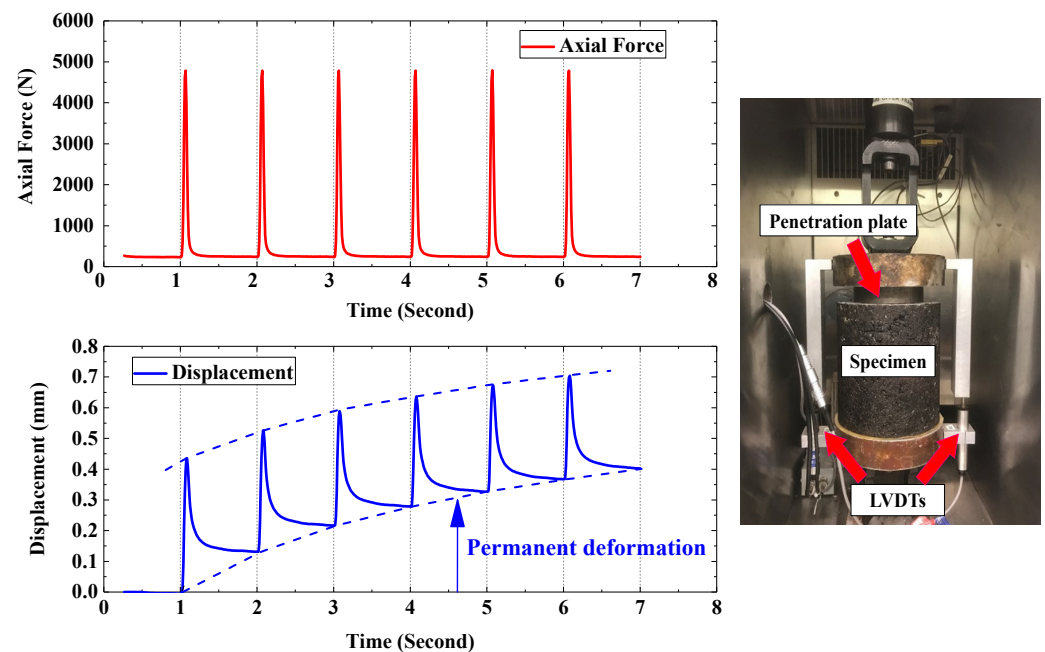 6000
5000
4000
3000
2000
1000
0
Axial Force (N)
Axial Force
0 1 2 3 4 5 6 7 8
Time (Second)
0.8
0.7
0.6
0.5
0.4
0.3
0.2
0.1
0.0
Displacement (mm)
Displacement
Permanent deformation
0 1 2 3 4 5 6 7 8
Time (Second)
Penetration plate
Specimen
LVDTs